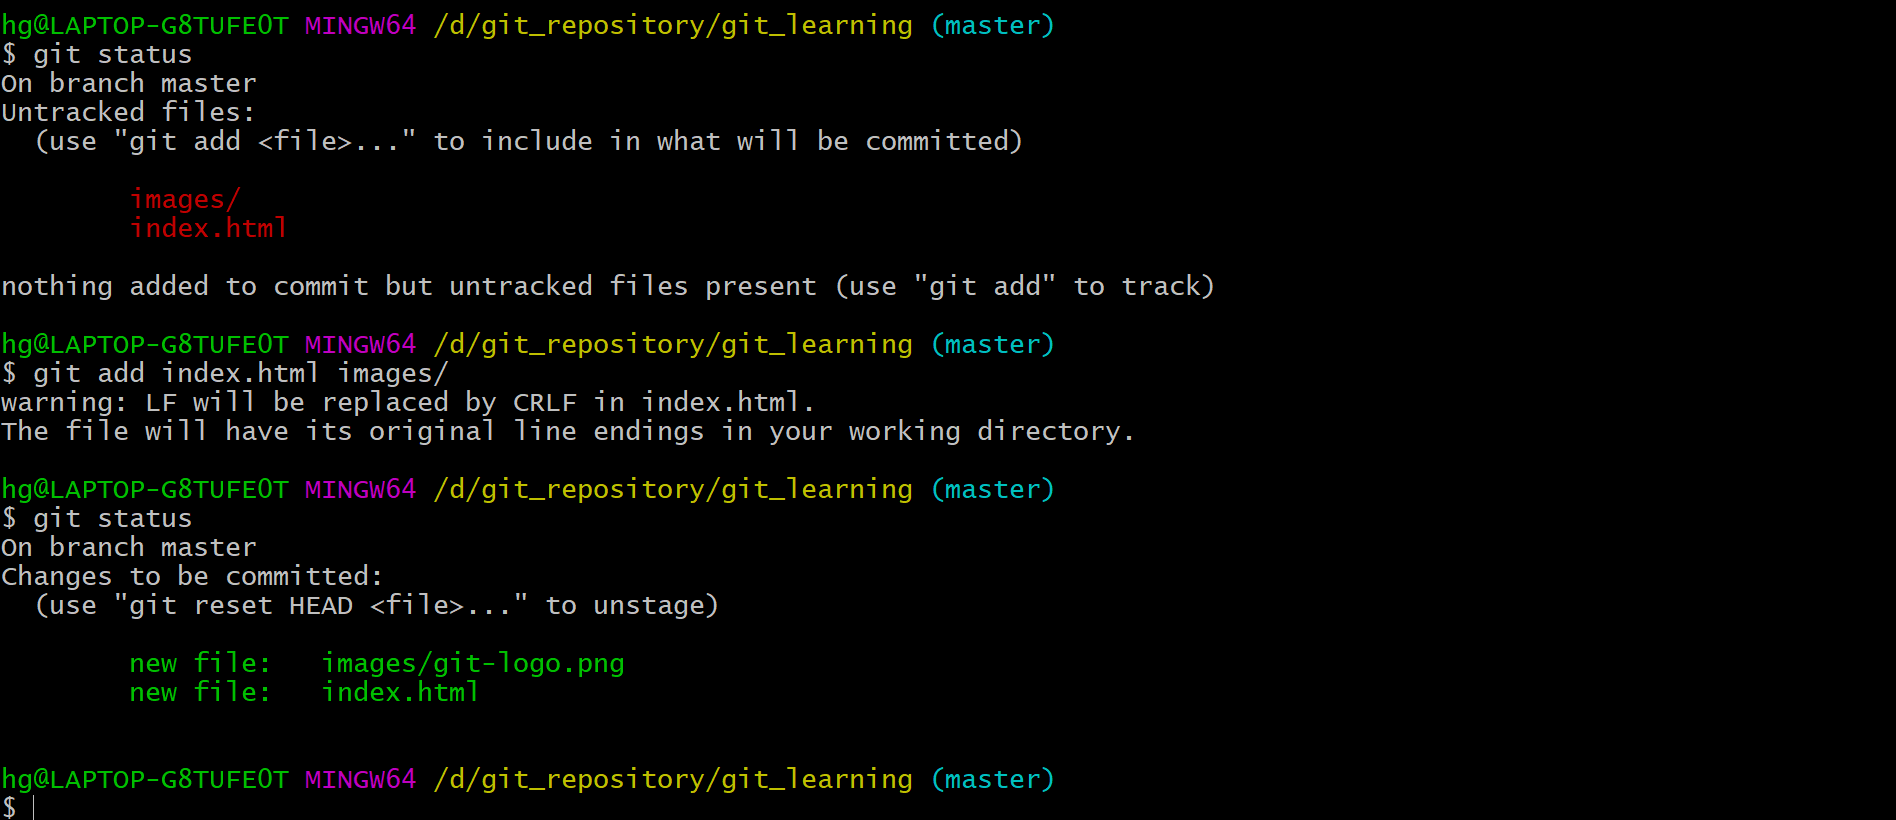 hg@LAPTOP-G8TUFE0T MINGW64 /d/git_repository/git_learning (master)
$ git status
On branch master
Untracked files:
  (use "git add <file>..." to include in what will be committed)
        images/
        index.html
nothing added to commit but untracked files present (use "git add" to track)
hg@LAPTOP-G8TUFE0T MINGW64 /d/git_repository/git_learning (master)
$ git add index.html images/
warning: LF will be replaced by CRLF in index.html.
The file will have its original line endings in your working directory.
hg@LAPTOP-G8TUFE0T MINGW64 /d/git_repository/git_learning (master)
$ git status
On branch master
Changes to be committed:
  (use "git reset HEAD <file>..." to unstage)
        new file:   images/git-logo.png
        new file:   index.html
hg@LAPTOP-G8TUFE0T MINGW64 /d/git_repository/git_learning (master)
$